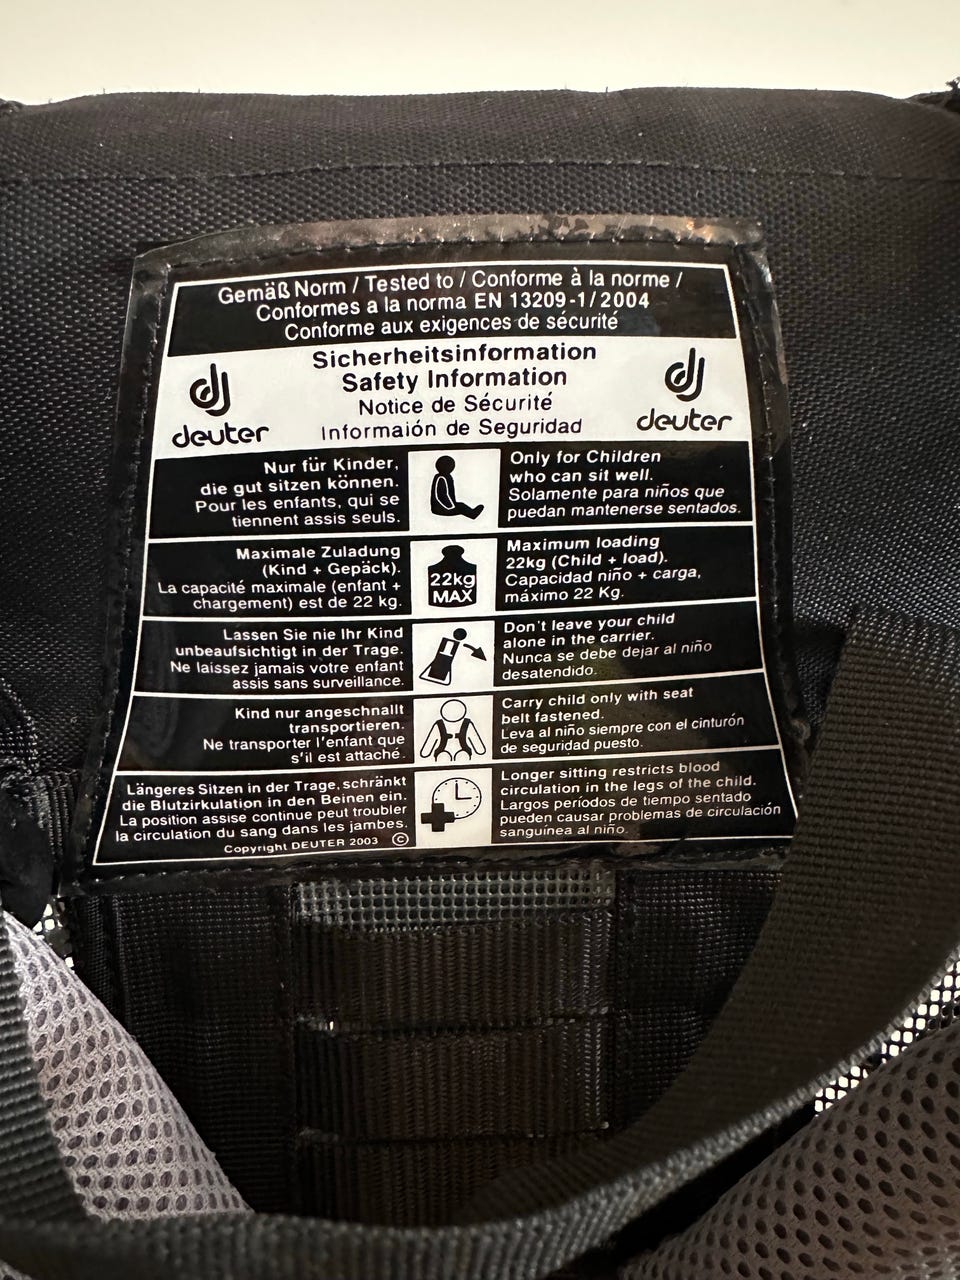 Gemäß Norm / Tested to / Conforme à la norme /
Conformes a la norma EN 13209-1/2004
Conforme aux exigences de sécurité
Sicherheitsinformation
Safety Information
Notice de Sécurité
Informaión de Seguridad
deuter
deuter
Nur für Kinder,
die gut sitzen können.
Pour les enfants, qui se
tiennent assis seuls.
Only for Children
who can sit well.
Solamente para niños que
puedan mantenerse sentados.
Maximale Zuladung
(Kind + Gepäck).
La capacité maximale (enfant +
chargement) est de 22 kg.
22kg
MAX
Maximum loading
22kg (Child + load).
Capacidad niño + carga,
máximo 22 Kg.
Lassen Sie nie Ihr Kind
unbeaufsichtigt in der Trage.
Ne laissez jamais votre enfant
assis sans surveillance.
Don't leave your child
alone in the carrier.
Nunca se debe dejar al niño
desatendido.
Kind nur angeschnallt
transportieren.
Ne transporter l'enfant que
s'il est attaché.
Carry child only with seat
belt fastened.
Leva al niño siempre con el cinturón
de seguridad puesto.
Längeres Sitzen in der Trage, schränkt
die Blutzirkulation in den Beinen ein.
La position assise continue peut troubler
la circulation du sang dans les jambes.
Copyright DEUTER 2003 ©
Longer sitting restricts blood
circulation in the legs of the child.
Largos períodos de tiempo sentado
pueden causar problemas de circulación
sanguínea al niño.